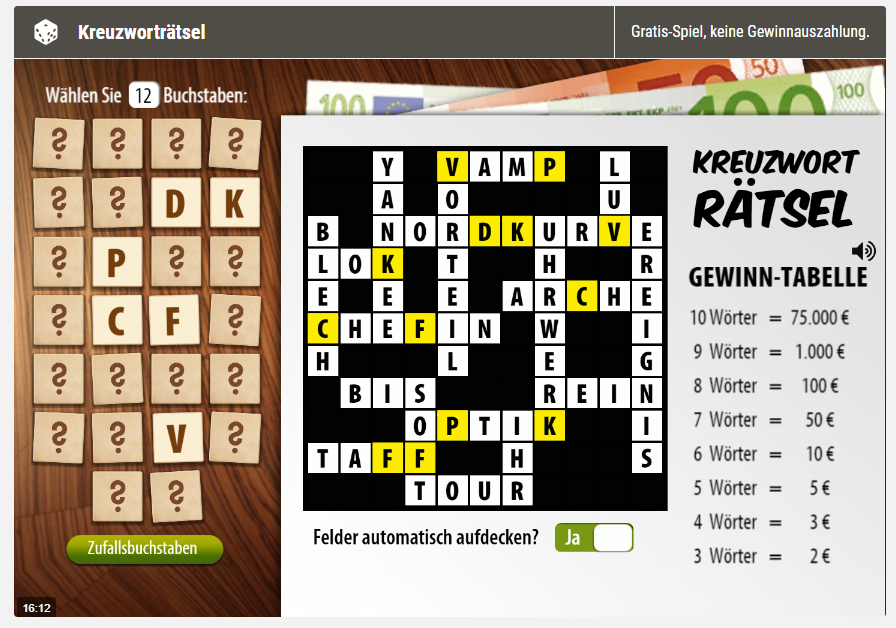 Kreuzworträtsel
Gratis-Spiel, keine Gewinnauszahlung.
Wählen Sie 12 Buchstaben:
? ? ? ?
? ? D K
? P ? ?
? C F ?
? ? ? ?
? ? V ?
? ?
Zufallsbuchstaben
16:12
100 50 100 100
Y V A M P L
A O U
B N O R D K U R V E
L O K T H R
E E E A R C H E
C H E F I N W I
H L E G
B I S R E I N
O P T I K I
T A F F H S
T O U R
Felder automatisch aufdecken? Ja
KREUZWORT
RÄTSEL
GEWINN-TABELLE
10 Wörter = 75.000 €
9 Wörter = 1.000 €
8 Wörter = 100 €
7 Wörter = 50 €
6 Wörter = 10 €
5 Wörter = 5 €
4 Wörter = 3 €
3 Wörter = 2 €